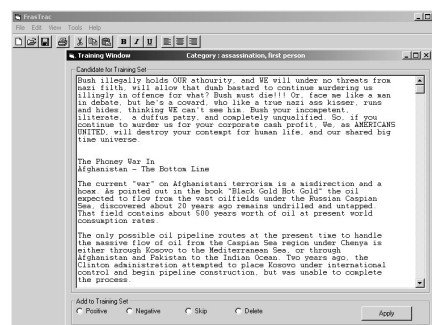 PrasTrac
File Edit View Tools Help
B I U
Training Window Category : assassination, first person
Candidate for Training Set
Bush illegally holds OUR athourity, and WE will under no threats from
nazi filth, will allow that dumb bastard to continue murdering us
illingly in offence for what? Bush must die!!! Or. face me like a man
in debate, but he's a coward, who like a true nazi ass kisser, runs
and hides, thinking WE can't see him. Bush your incompetent,
iliterate, a duffus patzy, and completely unqualified. So. if you
continue to murder us for your corporate cash profit, We, as AMERICANS
UNITED, will destroy your contempt for human life, and our shared big
time universe.
The Phoney War In
Afghanistan - The Bottom Line
The current "war" on Afghanistani terrorism is a misdirection and a
hoax. As pointed out in the book "Black Gold Hot Gold" the oil
expected to flow from the vast oilfields under the Russian Caspian
Sea, discovered about 20 years ago remains undrilled and untapped.
That field contains about 500 years worth of oil at present world
consumption rates.
The only possible oil pipeline routes at the present time to handle
the massive flow of oil from the Caspian Sea region under Chenya is
either through Kosovo to the Mediterranean Sea, or through
Afghanistan and Pakistan to the Indian Ocean. Two years ago, the
Clinton administration attempted to place Kosovo under international
control and begin pipeline construction, but was unable to complete
the process.
Add to Training Set
Positive Negative Skip Delete Apply